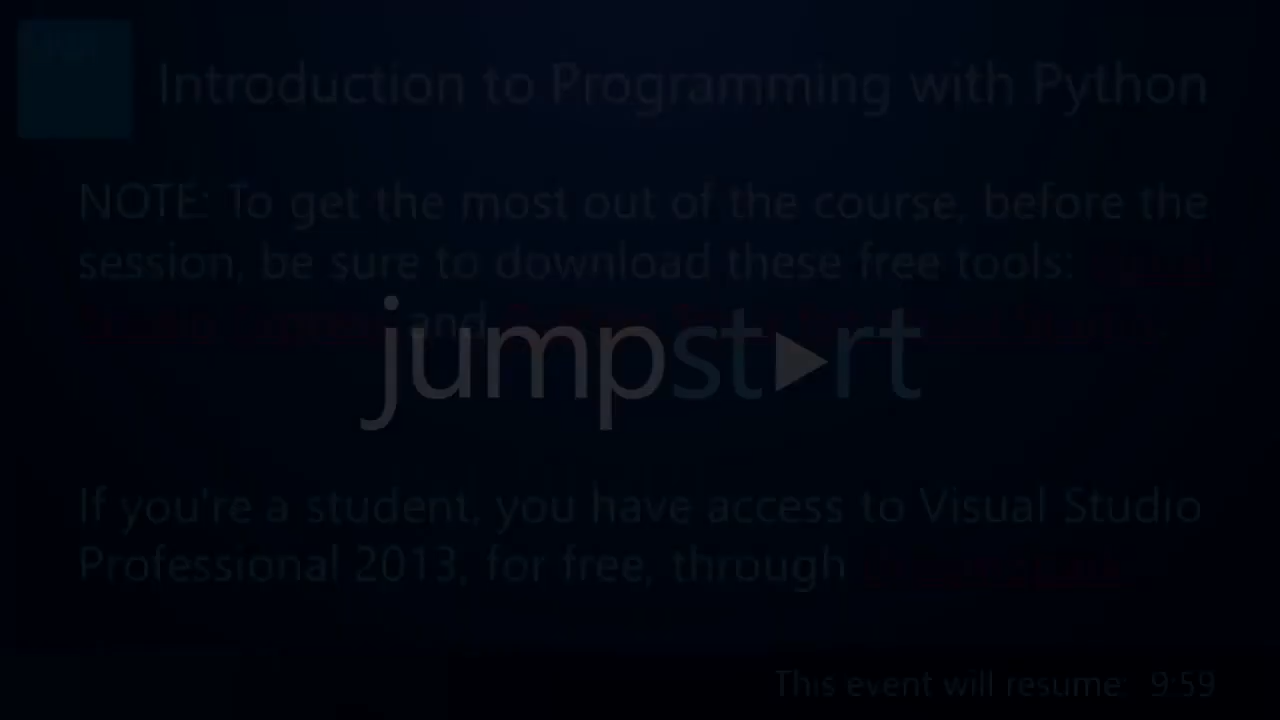 Introduction to Programming with Python
NOTE: To get the most out of the course, before the
session, be sure to download these free tools:
and
jumpstart
If you're a student, you have access to Visual Studio
Professional 2013, for free, through
This event will resume: 9:59